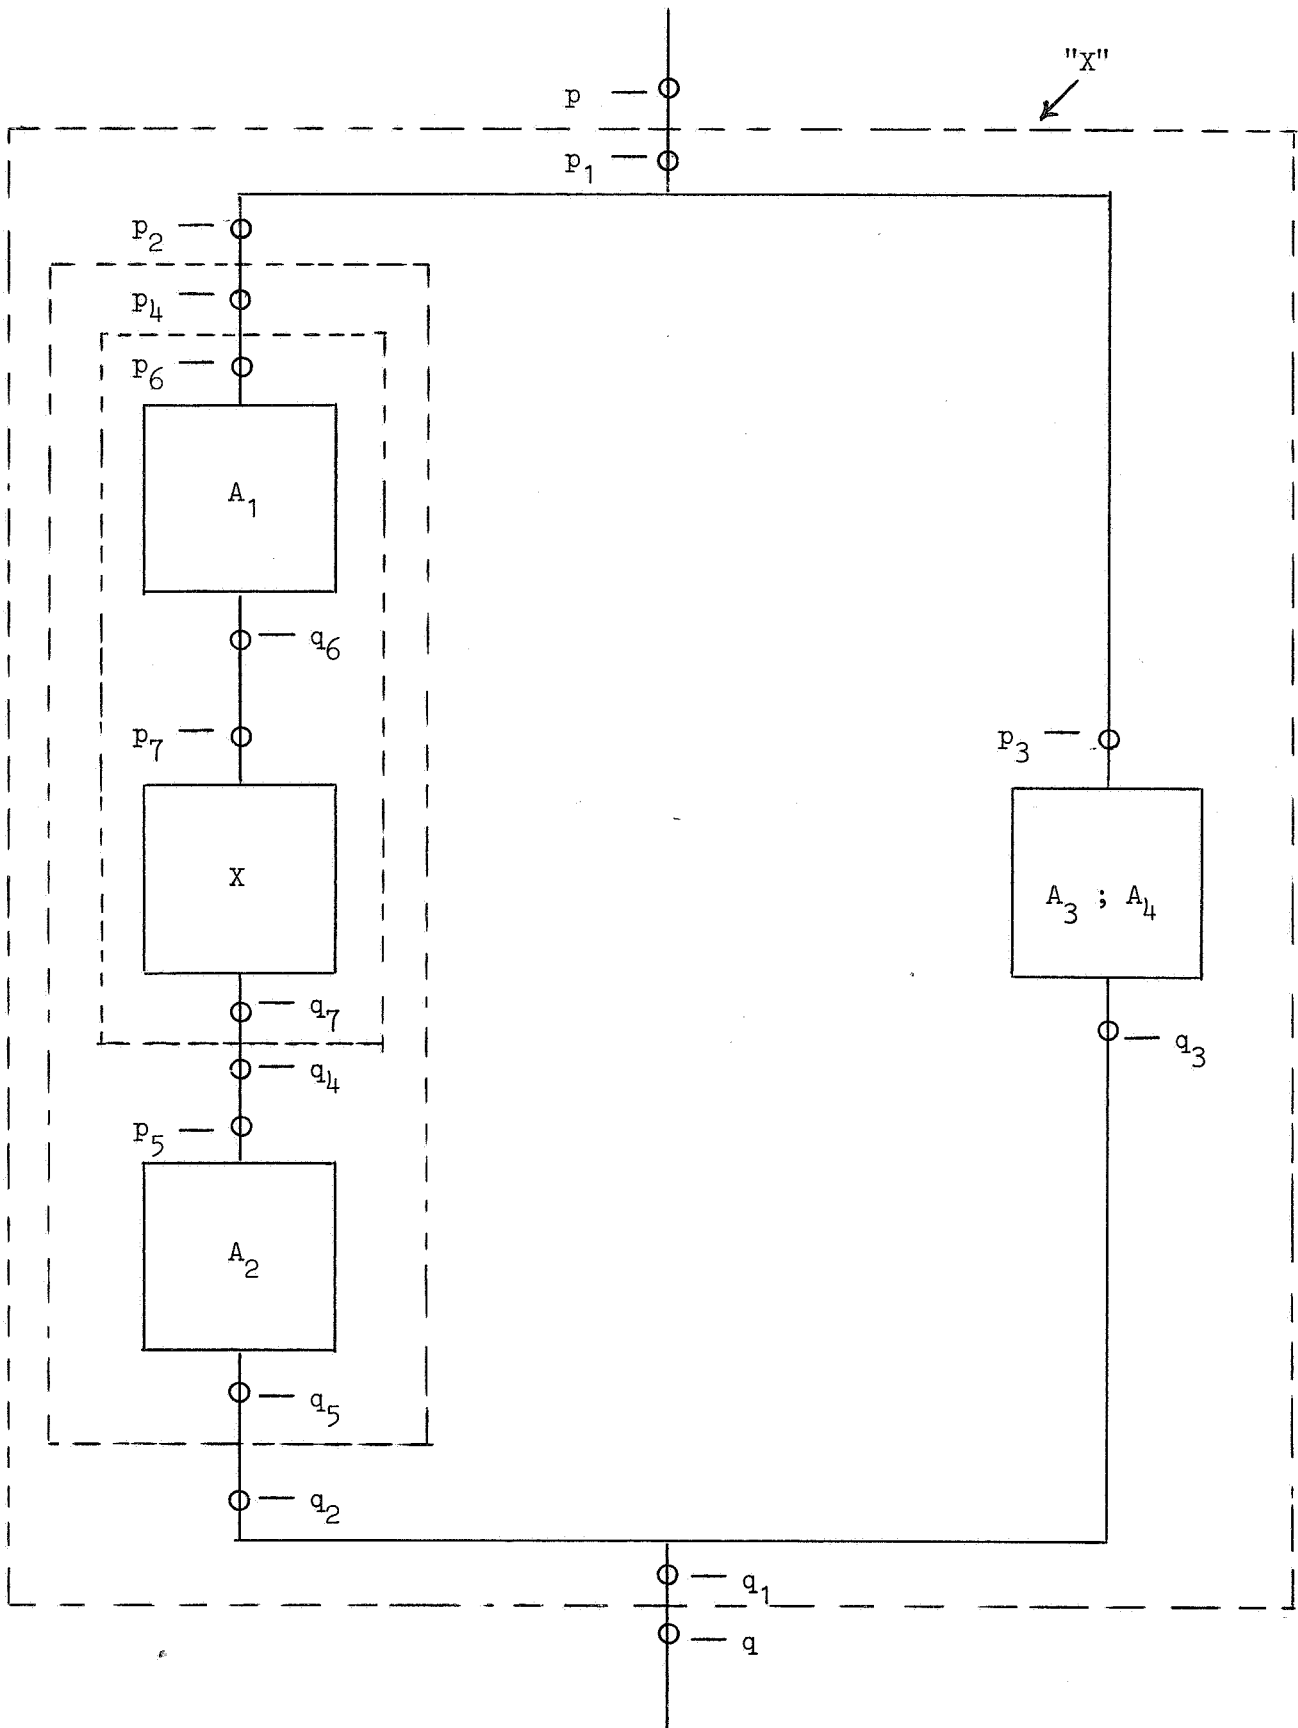 "X"
p
p₁
p₂
p₄
p₆
A₁
q₆
p₇
p₃
X
A₃ ; A₄
q₇
q₃
q₄
p₅
A₂
q₅
q₂
q₁
q